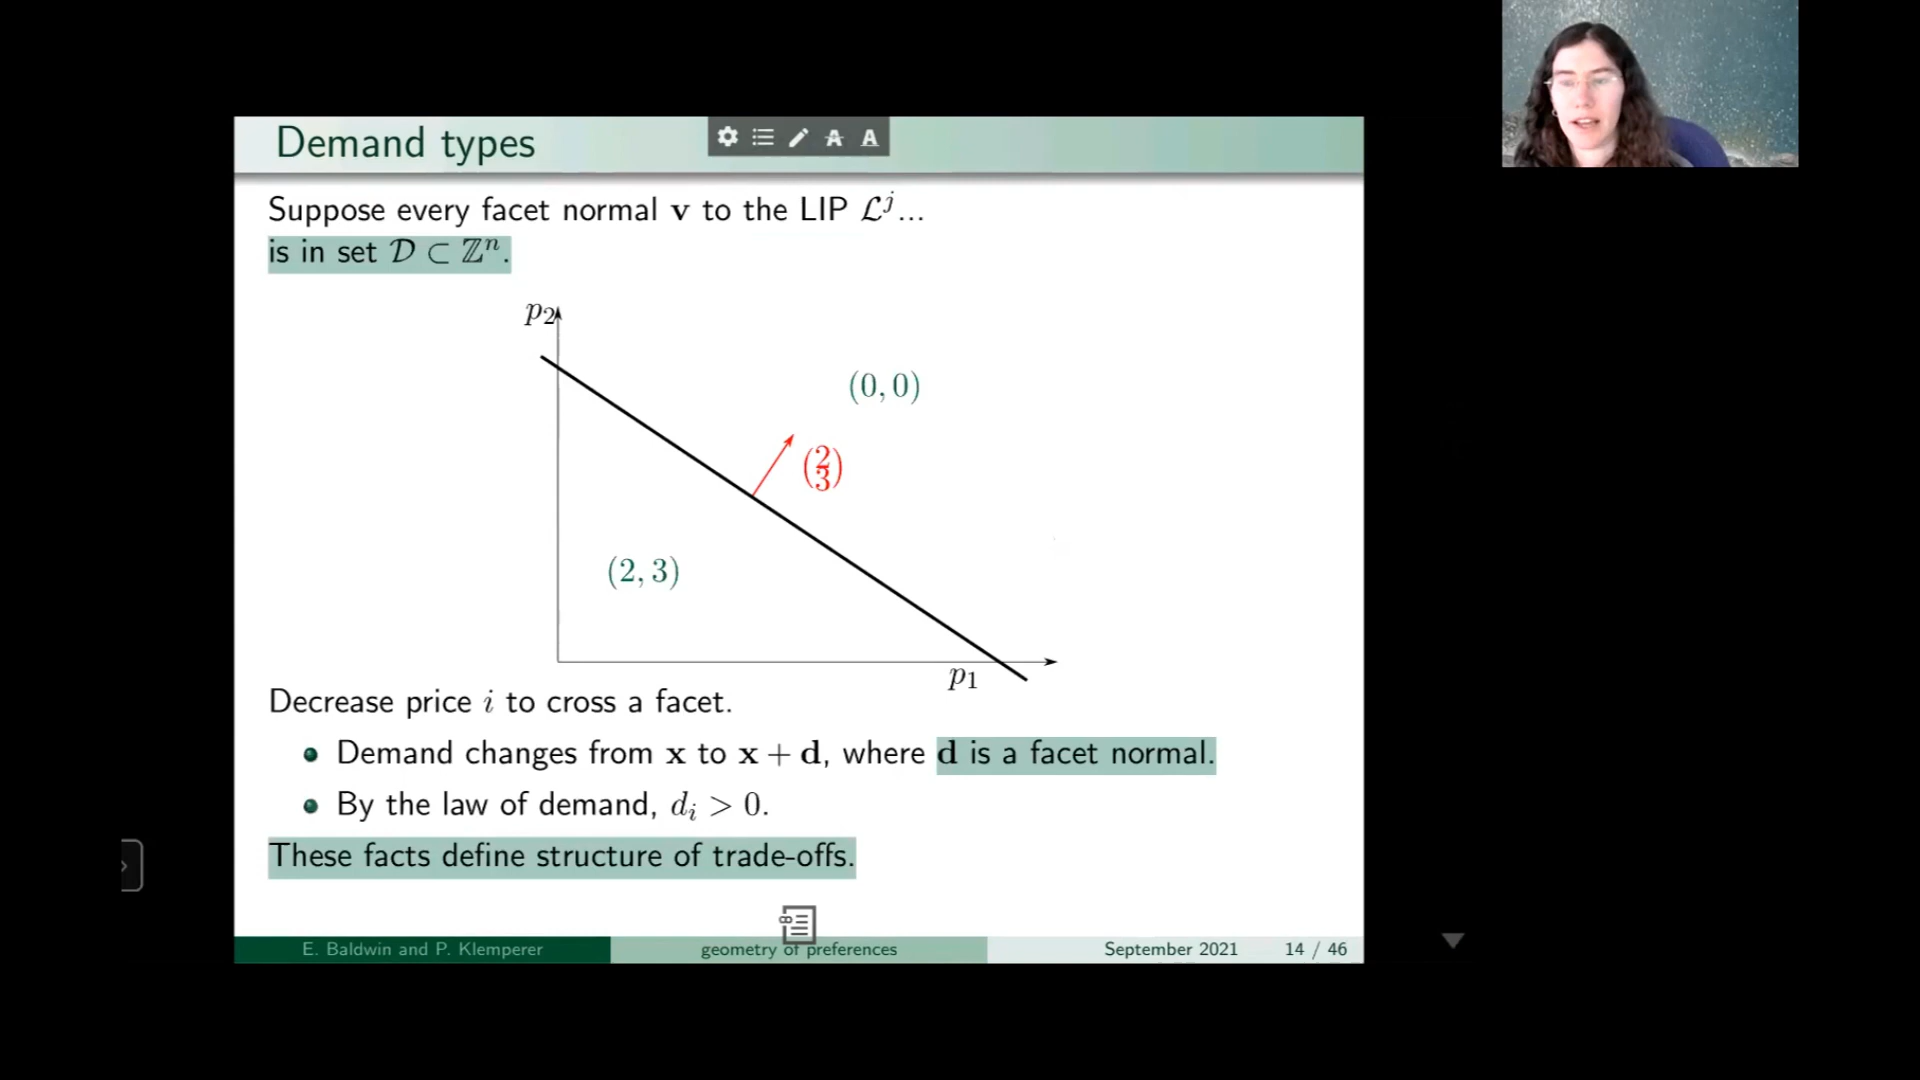 Demand types
Suppose every facet normal v to the LIP ℒʲ...
is in set 𝒟 ⊂ ℤⁿ.
p₂
(0, 0)
(2
3)
(2, 3)
p₁
Decrease price i to cross a facet.
Demand changes from x to x + d, where d is a facet normal.
By the law of demand, dᵢ > 0.
These facts define structure of trade-offs.
E. Baldwin and P. Klemperer geometry of preferences September 2021 14 / 46